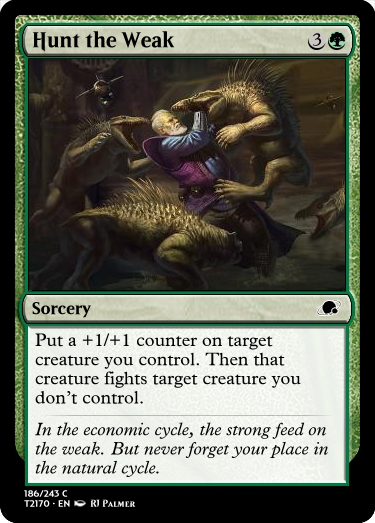 Hunt the Weak 3
Sorcery
Put a +1/+1 counter on target
creature you control. Then that
creature fights target creature you
don't control.
In the economic cycle, the strong feed on
the weak. But never forget your place in
the natural cycle.
186/243 C
T2170 • EN RJ Palmer